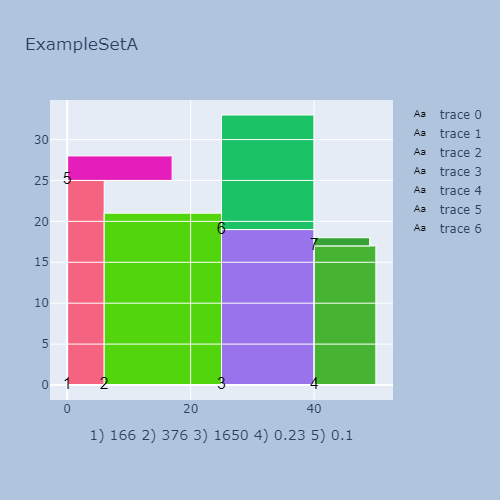 ExampleSetA
30
25
20
15
10
5
0
5
6
7
1
2
3
4
0
20
40
1) 166 2) 376 3) 1650 4) 0.23 5) 0.1
Aa trace 0
Aa trace 1
Aa trace 2
Aa trace 3
Aa trace 4
Aa trace 5
Aa trace 6